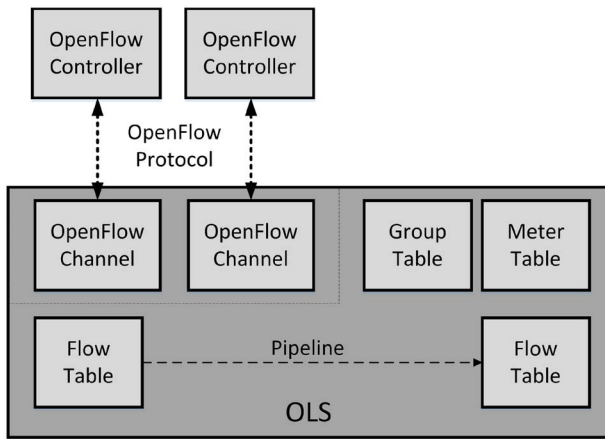 OpenFlow
Controller
OpenFlow
Controller
OpenFlow
Protocol
OpenFlow
Channel
OpenFlow
Channel
Group
Table
Meter
Table
Flow
Table
Pipeline
Flow
Table
OLS